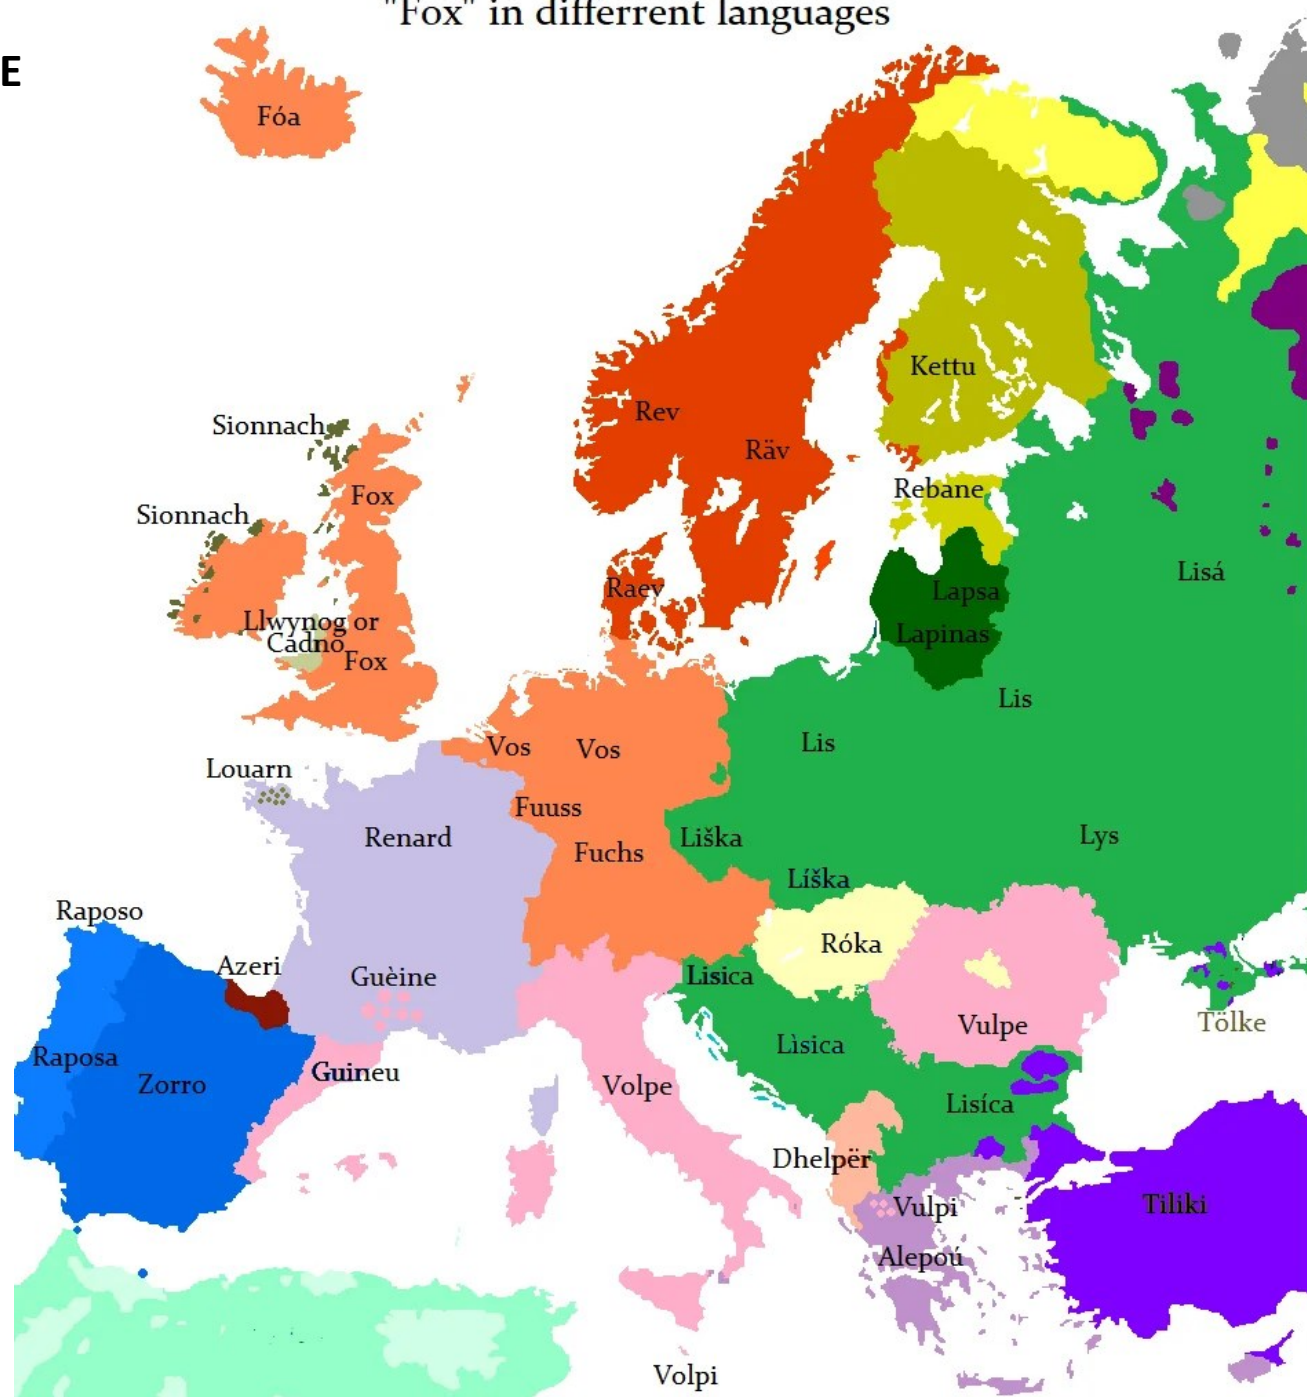 "Fox" in differrent languages
E
Fóa
Kettu
Rev
Sionnach
Räv
Rebane
Fox
Sionnach
Lisá
Raev
Lapsa
Llwynog or
Cadno
Lapinas
Fox
Lis
Lis
Vos
Vos
Louarn
Fuuss
Renard
Liška
Lys
Fuchs
Líška
Raposo
Róka
Azeri
Guèine
Lisica
Tölke
Vulpe
Lìsica
Raposa
Guineu
Zorro
Volpe
Lisíca
Dhelpër
Vulpi
Tiliki
Alepoú
Volpi